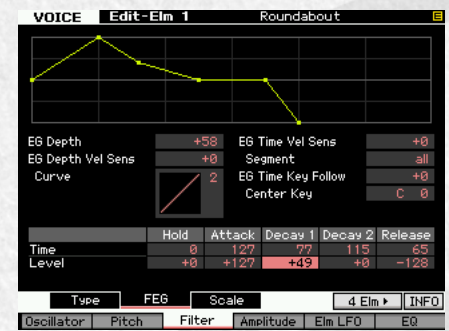 VOICE Edit-Elm 1 Roundabout E
EG Depth +58 EG Time Vel Sens +0
EG Depth Vel Sens +0 Segment all
Curve 2 EG Time Key Follow +0
Center Key C 0
Hold Attack Decay 1 Decay 2 Release
Time 0 127 77 115 65
Level +0 +127 +49 +0 -128
Type FEG Scale 4 Elm INFO
Oscillator Pitch Filter Amplitude Elm LFO EQ